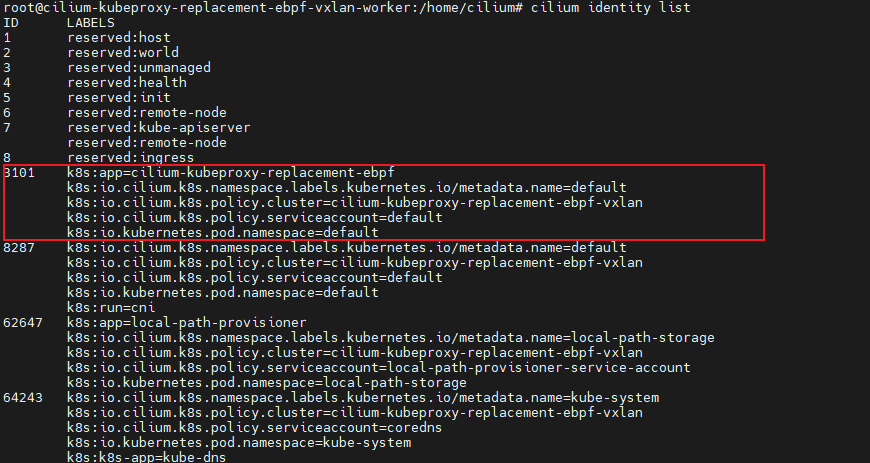 root@cilium-kubeproxy-replacement-ebpf-vxlan-worker:/home/cilium# cilium identity list
ID      LABELS
1       reserved:host
2       reserved:world
3       reserved:unmanaged
4       reserved:health
5       reserved:init
6       reserved:remote-node
7       reserved:kube-apiserver
        reserved:remote-node
8       reserved:ingress
3101    k8s:app=cilium-kubeproxy-replacement-ebpf
        k8s:io.cilium.k8s.namespace.labels.kubernetes.io/metadata.name=default
        k8s:io.cilium.k8s.policy.cluster=cilium-kubeproxy-replacement-ebpf-vxlan
        k8s:io.cilium.k8s.policy.serviceaccount=default
        k8s:io.kubernetes.pod.namespace=default
8287    k8s:io.cilium.k8s.namespace.labels.kubernetes.io/metadata.name=default
        k8s:io.cilium.k8s.policy.cluster=cilium-kubeproxy-replacement-ebpf-vxlan
        k8s:io.cilium.k8s.policy.serviceaccount=default
        k8s:io.kubernetes.pod.namespace=default
        k8s:run=cni
62647   k8s:app=local-path-provisioner
        k8s:io.cilium.k8s.namespace.labels.kubernetes.io/metadata.name=local-path-storage
        k8s:io.cilium.k8s.policy.cluster=cilium-kubeproxy-replacement-ebpf-vxlan
        k8s:io.cilium.k8s.policy.serviceaccount=local-path-provisioner-service-account
        k8s:io.kubernetes.pod.namespace=local-path-storage
64243   k8s:io.cilium.k8s.namespace.labels.kubernetes.io/metadata.name=kube-system
        k8s:io.cilium.k8s.policy.cluster=cilium-kubeproxy-replacement-ebpf-vxlan
        k8s:io.cilium.k8s.policy.serviceaccount=coredns
        k8s:io.kubernetes.pod.namespace=kube-system
        k8s:k8s-app=kube-dns